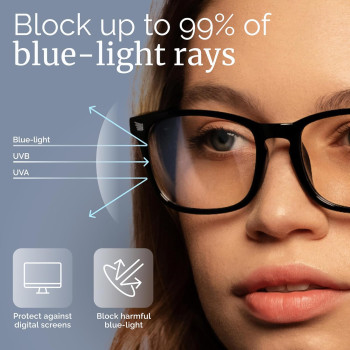 Block up to 99% of
blue-light rays
Blue-light
UVB
UVA
Protect against
digital screens
Block harmful
blue-light